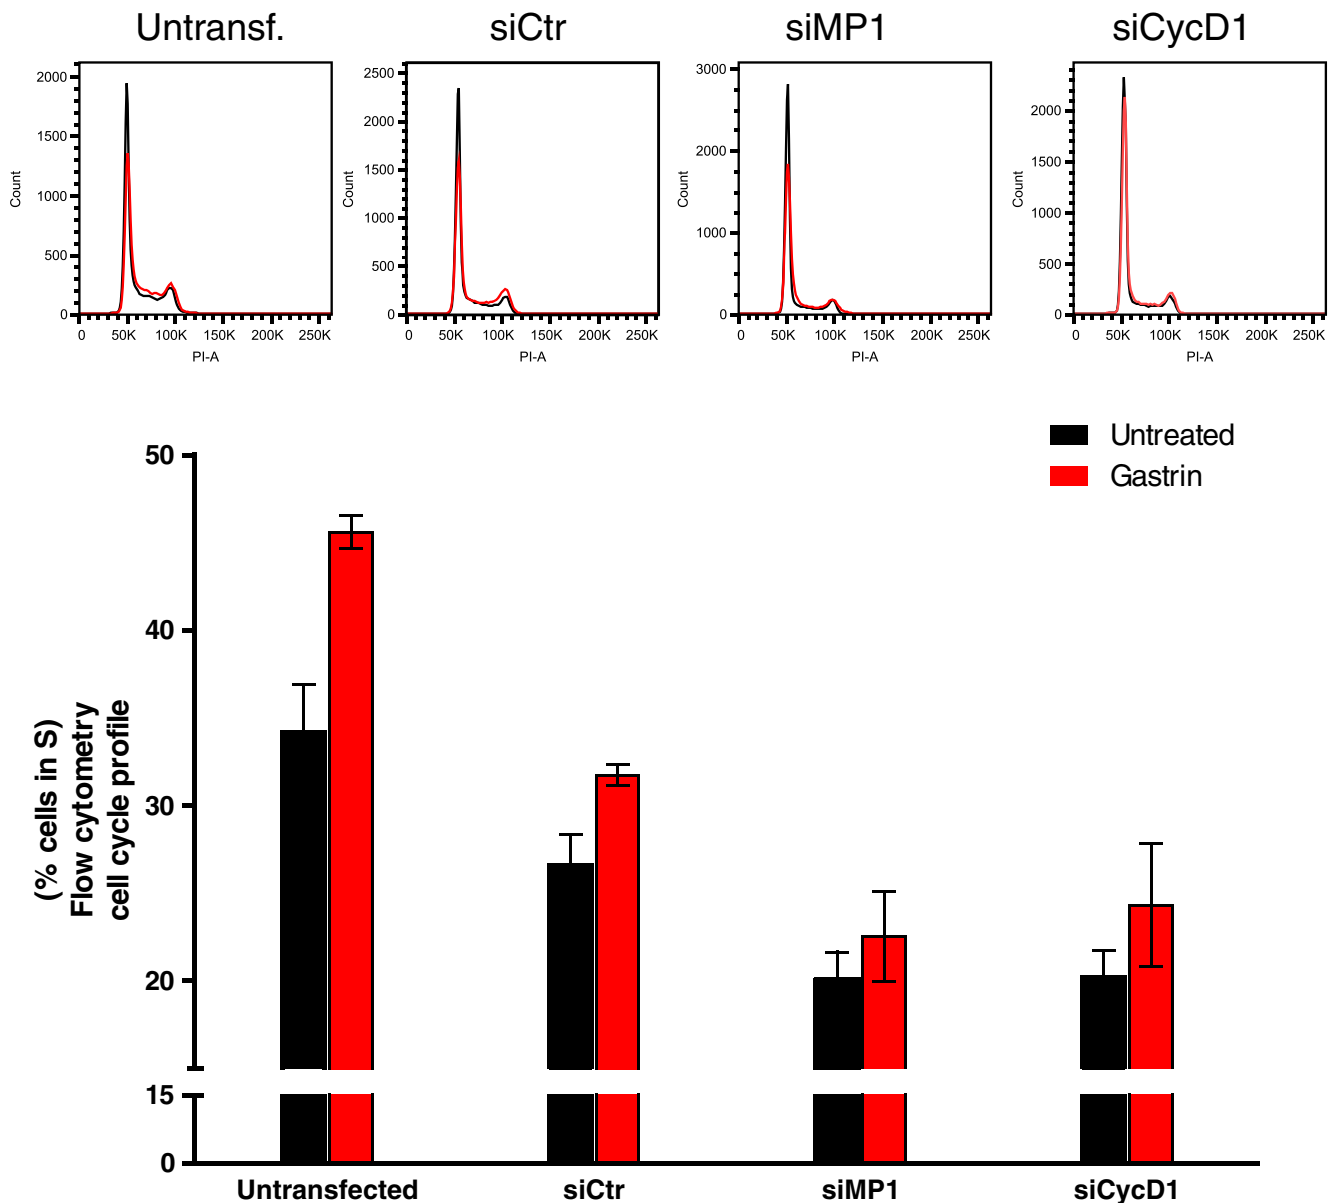 Untransf.
siCtr
siMP1
siCycD1
2000
1500
1000
500
0
Count
0 50K 100K 150K 200K 250K
PI-A
2500
2000
1500
1000
500
0
Count
0 50K 100K 150K 200K 250K
PI-A
3000
2000
1000
0
Count
0 50K 100K 150K 200K 250K
PI-A
2000
1500
1000
500
0
Count
0 50K 100K 150K 200K 250K
PI-A
Untreated
Gastrin
(% cells in S)
Flow cytometry
cell cycle profile
50
40
30
20
15
0
Untransfected siCtr siMP1 siCycD1